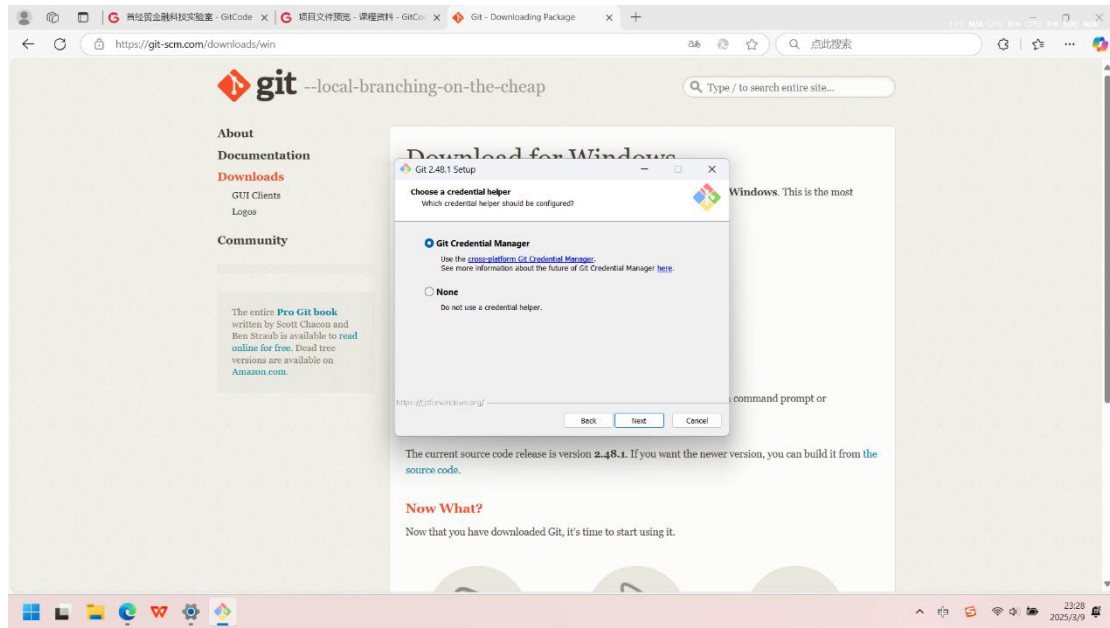 首经贸金融科技实验室 - GitCode
项目文件预览 - 课程资料 - GitCo
Git - Downloading Package
https://git-scm.com/downloads/win
点此搜索
git --local-branching-on-the-cheap
Type / to search entire site...
About
Documentation
Downloads
GUI Clients
Logos
Community
The entire Pro Git book
written by Scott Chacon and
Ben Straub is available to read
online for free. Dead tree
versions are available on
Amazon.com.
Download for Windows
Windows. This is the most
Git 2.48.1 Setup
Choose a credential helper
Which credential helper should be configured?
Git Credential Manager
Use the cross-platform Git Credential Manager.
See more information about the future of Git Credential Manager here.
None
Do not use a credential helper.
https://gitforwindows.org/
Back
Next
Cancel
command prompt or
The current source code release is version 2.48.1. If you want the newer version, you can build it from the
source code.
Now What?
Now that you have downloaded Git, it's time to start using it.
23:28
2025/3/9